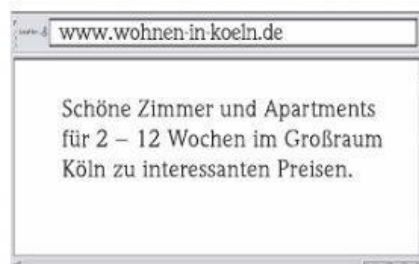 www.wohnen-in-koeln.de
Schöne Zimmer und Apartments
für 2 – 12 Wochen im Großraum
Köln zu interessanten Preisen.